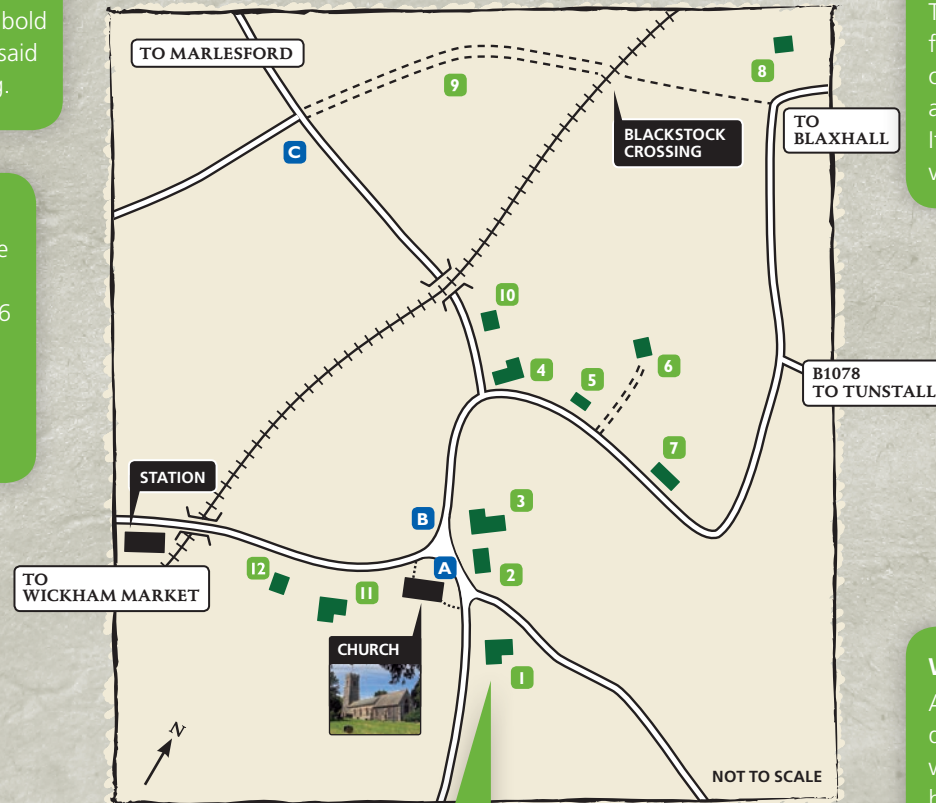 bold
said
g.
e
6
TO MARLESFORD
9
8
TO
BLAXHALL
BLACKSTOCK
CROSSING
C
10
4
5
6
B1078
TO TUNSTALL
7
STATION
3
B
A
2
12
11
TO
WICKHAM MARKET
CHURCH
1
N
NOT TO SCALE
T
f
c
a
I
v
W
A
c
v
h